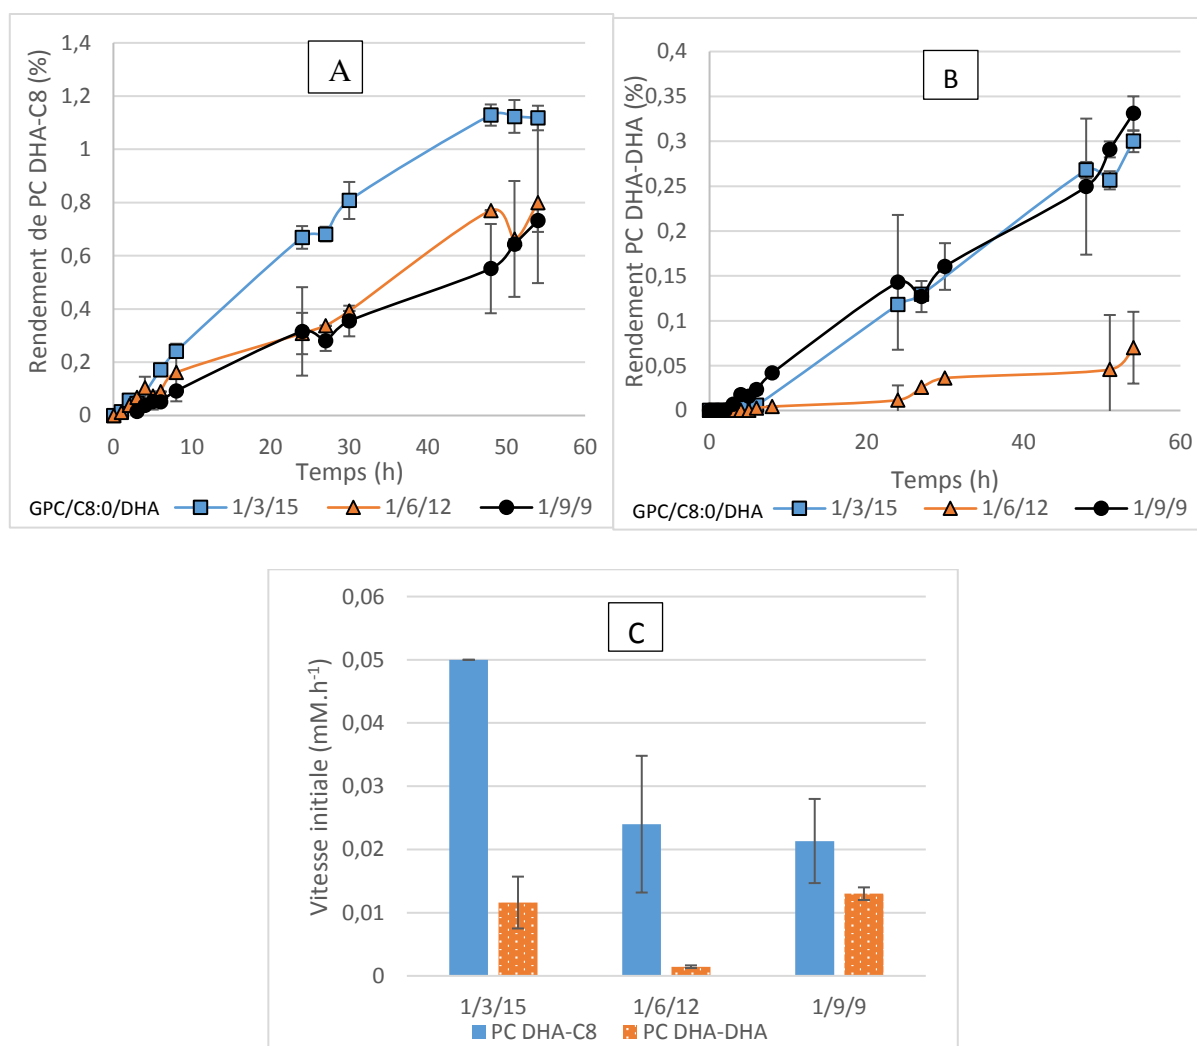 A
Rendement de PC DHA-C8 (%)
1,4
1,2
1
0,8
0,6
0,4
0,2
0
0 10 20 30 40 50 60
Temps (h)
GPC/C8:0/DHA 1/3/15 1/6/12 1/9/9
B
Rendement PC DHA-DHA (%)
0,4
0,35
0,3
0,25
0,2
0,15
0,1
0,05
0
0 20 40 60
Temps (h)
GPC/C8:0/DHA 1/3/15 1/6/12 1/9/9
C
Vitesse initiale (mM.h⁻¹)
0,06
0,05
0,04
0,03
0,02
0,01
0
1/3/15 1/6/12 1/9/9
PC DHA-C8 PC DHA-DHA